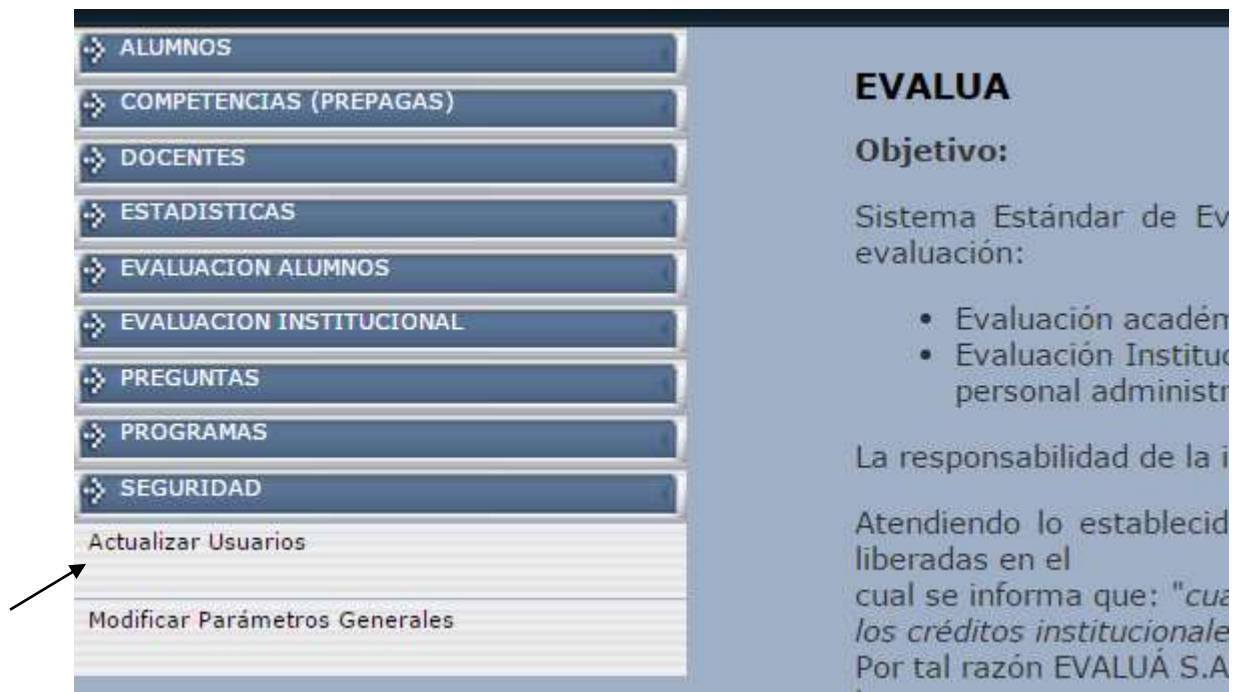 ALUMNOS
COMPETENCIAS (PREPAGAS)
DOCENTES
ESTADISTICAS
EVALUACION ALUMNOS
EVALUACION INSTITUCIONAL
PREGUNTAS
PROGRAMAS
SEGURIDAD
Actualizar Usuarios
Modificar Parámetros Generales
EVALUA
Objetivo:
Sistema Estándar de Ev
evaluación:
• Evaluación académ
• Evaluación Instituc
personal administr
La responsabilidad de la i
Atendiendo lo establecid
liberadas en el
cual se informa que: "cua
los créditos institucionale
Por tal razón EVALUÁ S.A